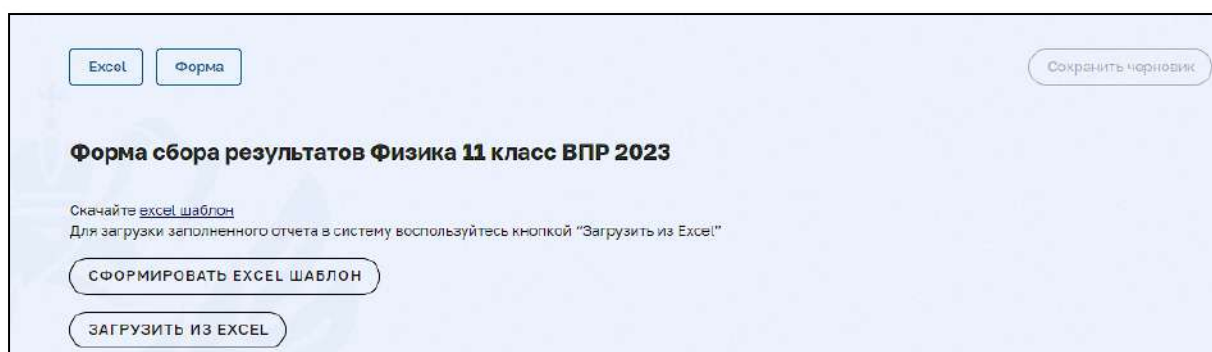 Excel Форма Сохранить черновик
Форма сбора результатов Физика 11 класс ВПР 2023
Скачайте excel шаблон
Для загрузки заполненного отчета в систему воспользуйтесь кнопкой “Загрузить из Excel”
СФОРМИРОВАТЬ EXCEL ШАБЛОН
ЗАГРУЗИТЬ ИЗ EXCEL